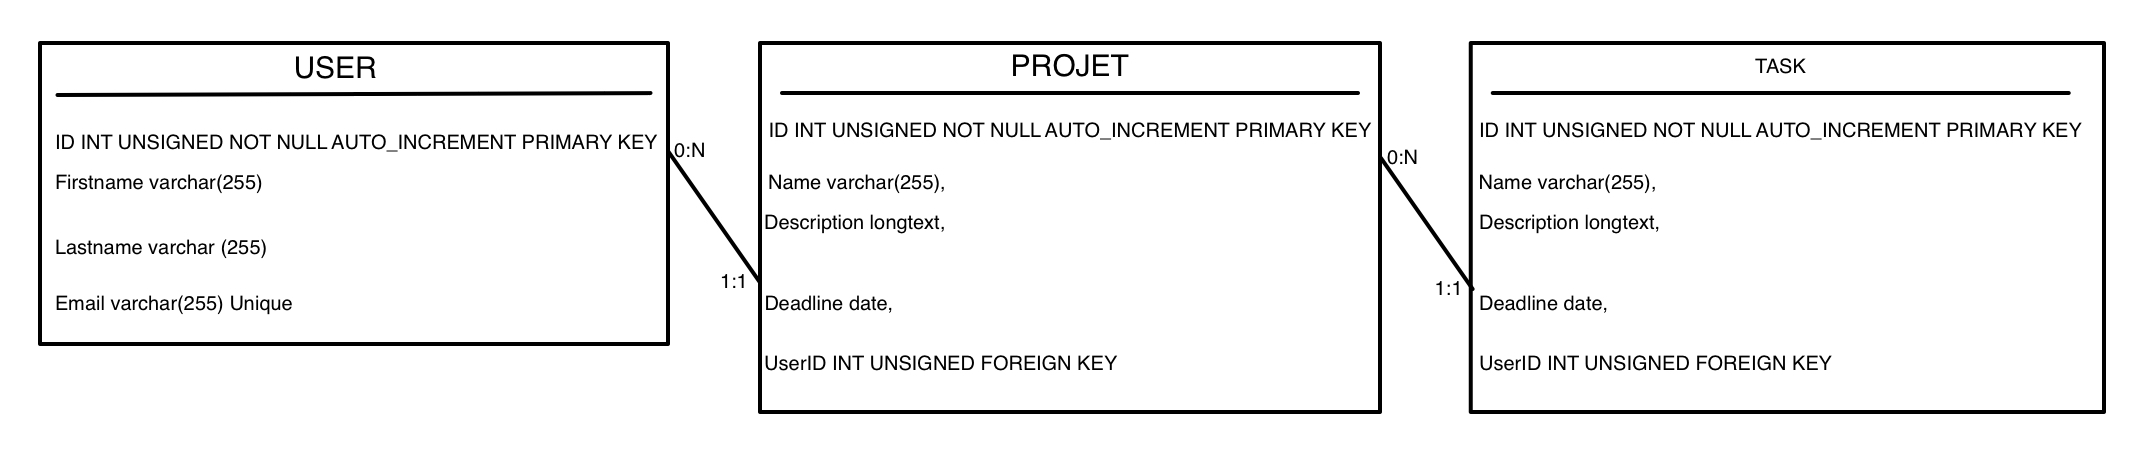 USER
ID INT UNSIGNED NOT NULL AUTO_INCREMENT PRIMARY KEY
Firstname varchar(255)
Lastname varchar (255)
Email varchar(255) Unique
0:N
1:1
PROJET
ID INT UNSIGNED NOT NULL AUTO_INCREMENT PRIMARY KEY
Name varchar(255),
Description longtext,
Deadline date,
UserID INT UNSIGNED FOREIGN KEY
0:N
1:1
TASK
ID INT UNSIGNED NOT NULL AUTO_INCREMENT PRIMARY KEY
Name varchar(255),
Description longtext,
Deadline date,
UserID INT UNSIGNED FOREIGN KEY